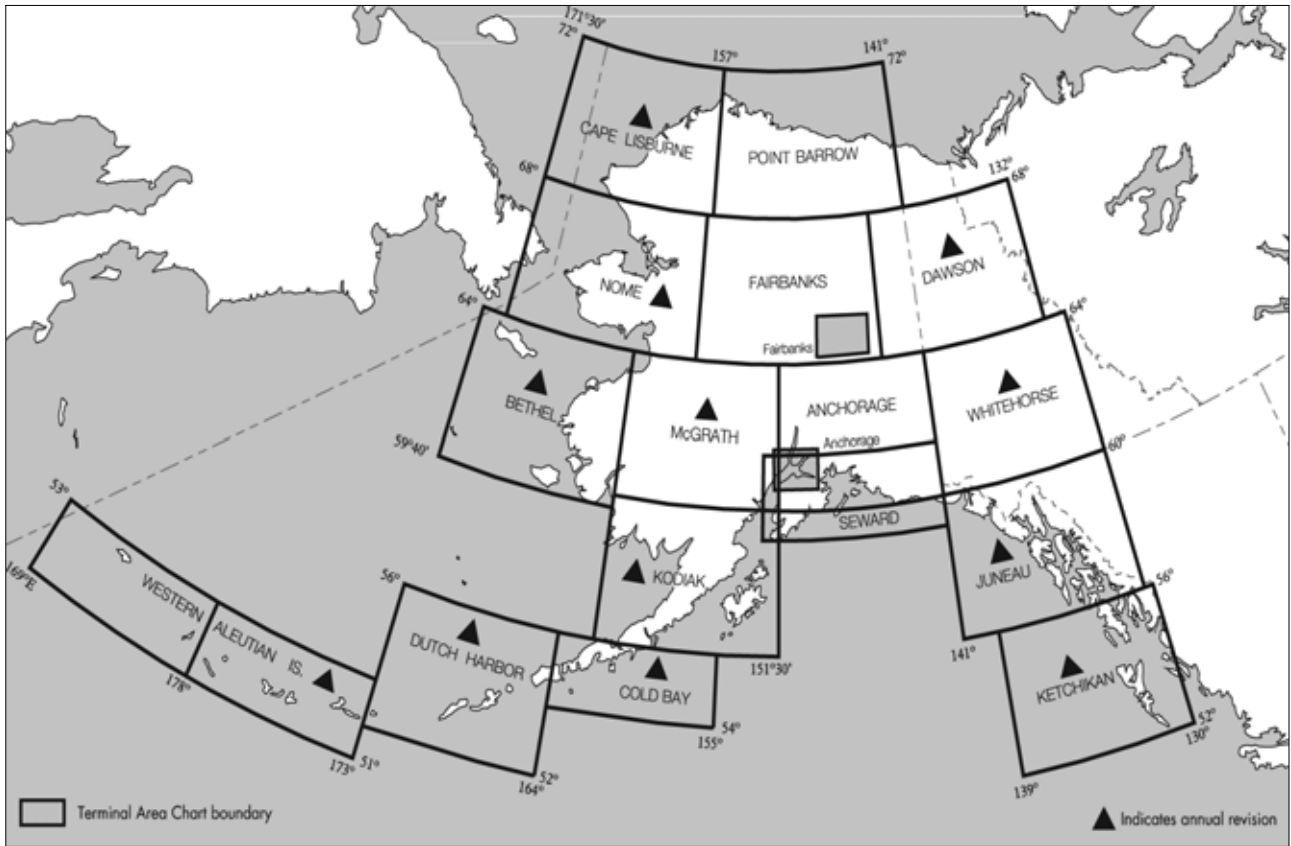 171°30'
72°
157°
141°
72°
CAPE LISBURNE
POINT BARROW
68°
132°
68°
NOME
FAIRBANKS
DAWSON
64°
64°
Fairbanks
BETHEL
McGRATH
ANCHORAGE
WHITEHORSE
Anchorage
59°40'
60°
53°
SEWARD
169°E
WESTERN
ALEUTIAN IS.
56°
KODIAK
JUNEAU
56°
DUTCH HARBOR
178°
COLD BAY
151°30'
141°
KETCHIKAN
54°
155°
52°
130°
173°
51°
164°
52°
139°
Terminal Area Chart boundary
Indicates annual revision